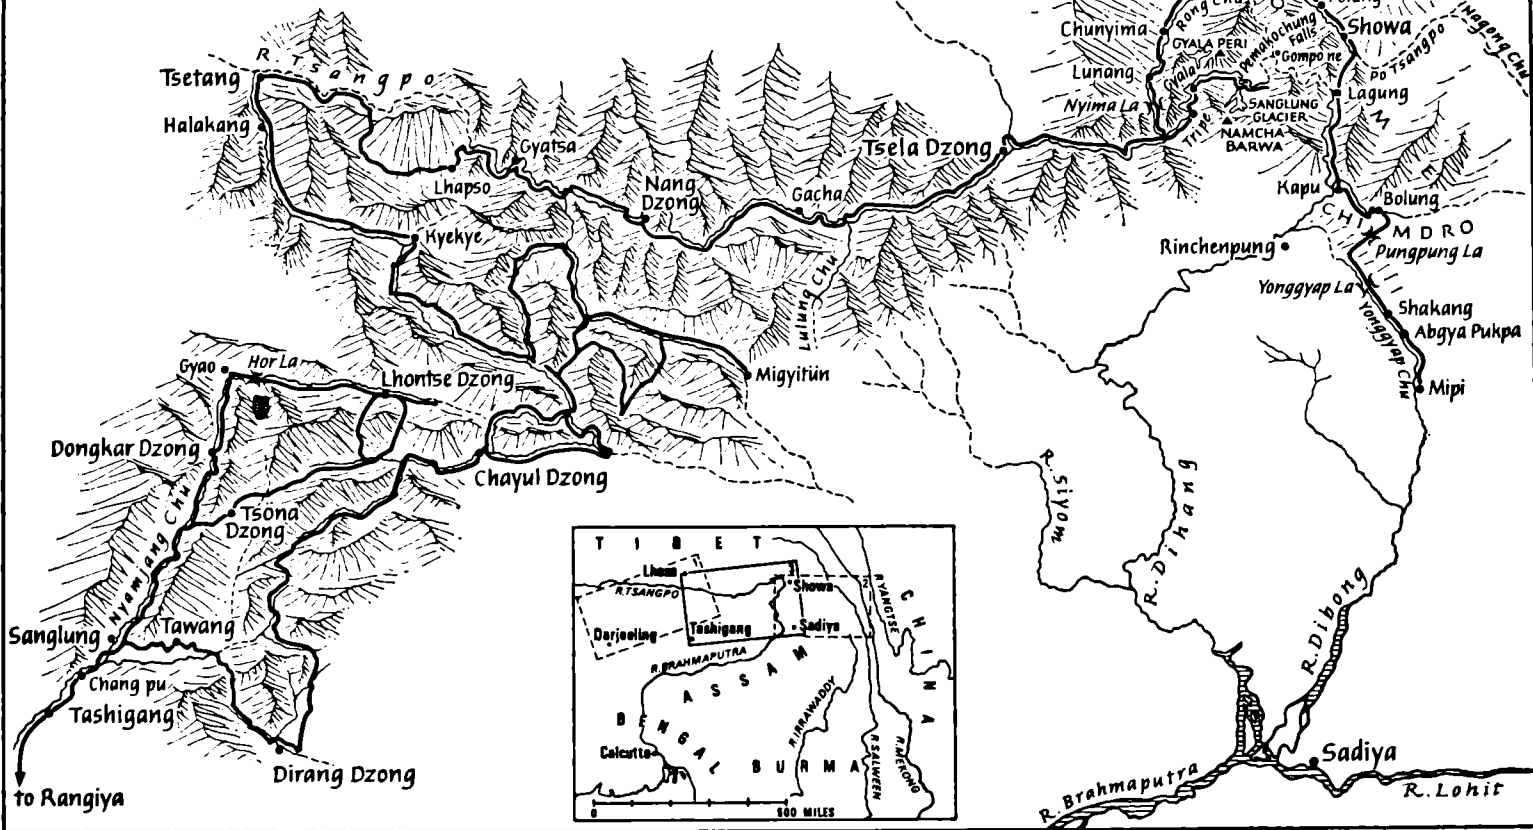 Chunyima
Rong Chu
Showa
Nagong Chu
R. Tsangpo
Tsetang
GYALA PERI
Pemakochung
Falls
Gompo ne
Po Tsangpo
Lunang
Gyala
Lagung
Nyima La
SANGLUNG
GLACIER
Halakang
Tripe
NAMCHA
BARWA
Gyatsa
Tsela Dzong
Lhapso
Nang
Dzong
Gacha
Kapu
Bolung
CHIMDRO
Kyekye
Rinchenpung
Pungpung La
Lulung Chu
Yonggyap La
Shakang
Abgya Pukpa
Yonggyap Chu
Gyao
Hor La
Lhontse Dzong
Migyitün
Mipi
Dongkar Dzong
Chayul Dzong
R. Siyom
R. Dihang
Nyamjang Chu
Tsöna
Dzong
TIBET
Lhasa
Showa
R. TSANGPO
R. YANGTSE
CHINA
Darjeeling
Tashigang
Sadiya
R. BRAHMAPUTRA
ASSAM
BENGAL
R. IRRAWADDY
Calcutta
BURMA
R. SALWEEN
R. MEKONG
0
500 MILES
R. Dibong
Sanglung
Tawang
Chang pu
Tashigang
Dirang Dzong
to Rangiya
Sadiya
R. Brahmaputra
R. Lohit